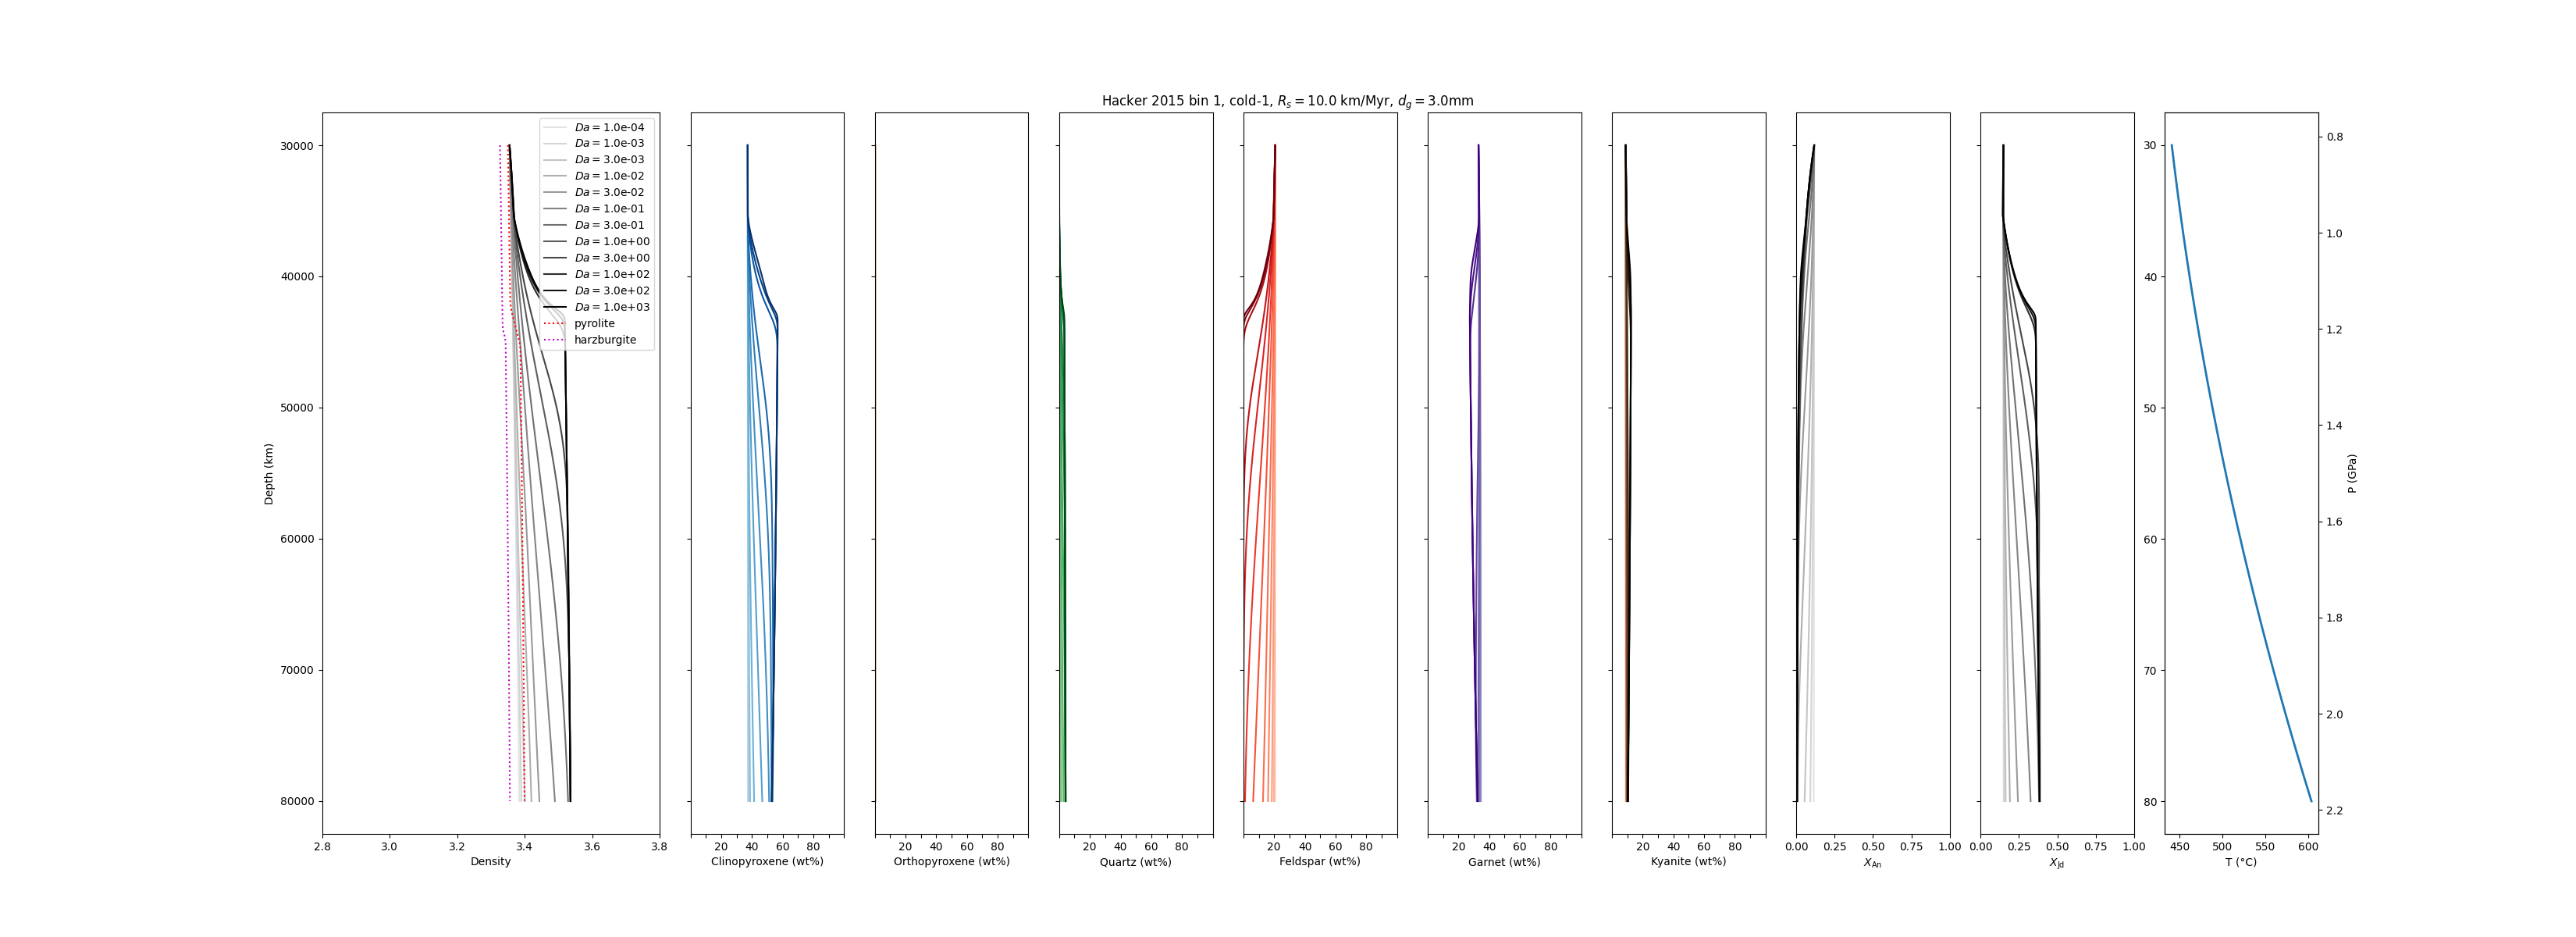 Hacker 2015 bin 1, cold-1, $R_s = 10.0$ km/Myr, $d_g = 3.0$mm
Da = 1.0e-04
Da = 1.0e-03
Da = 3.0e-03
Da = 1.0e-02
Da = 3.0e-02
Da = 1.0e-01
Da = 3.0e-01
Da = 1.0e+00
Da = 3.0e+00
Da = 1.0e+02
Da = 3.0e+02
Da = 1.0e+03
pyrolite
harzburgite
Depth (km)
30000
40000
50000
60000
70000
80000
2.8 3.0 3.2 3.4 3.6 3.8
Density
20 40 60 80
Clinopyroxene (wt%)
20 40 60 80
Orthopyroxene (wt%)
20 40 60 80
Quartz (wt%)
20 40 60 80
Feldspar (wt%)
20 40 60 80
Garnet (wt%)
20 40 60 80
Kyanite (wt%)
0.00 0.25 0.50 0.75 1.00
$X_{An}$
0.00 0.25 0.50 0.75 1.00
$X_{Jd}$
30
40
50
60
70
80
450 500 550 600
T (°C)
0.8
1.0
1.2
1.4
1.6
1.8
2.0
2.2
P (GPa)